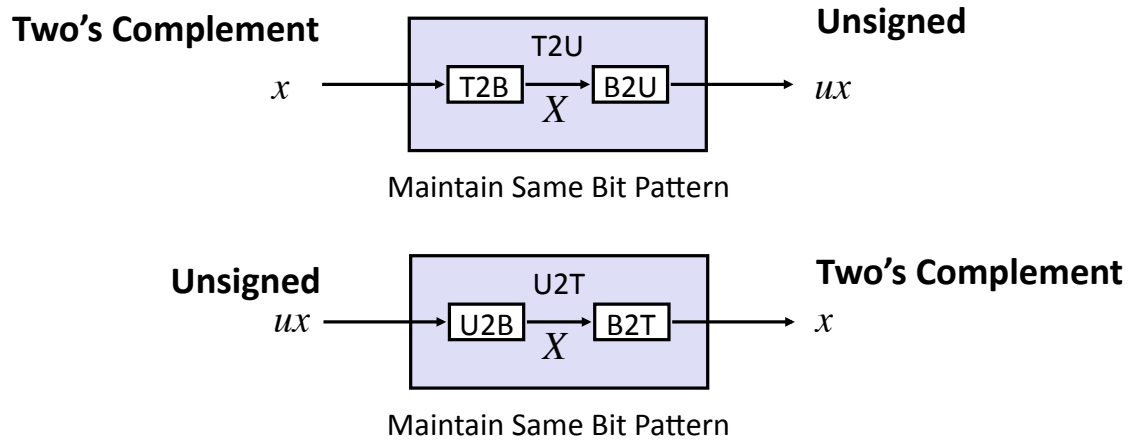 Two’s Complement
Unsigned
T2U
x
T2B
X
B2U
ux
Maintain Same Bit Pattern
Unsigned
Two’s Complement
U2T
ux
U2B
X
B2T
x
Maintain Same Bit Pattern